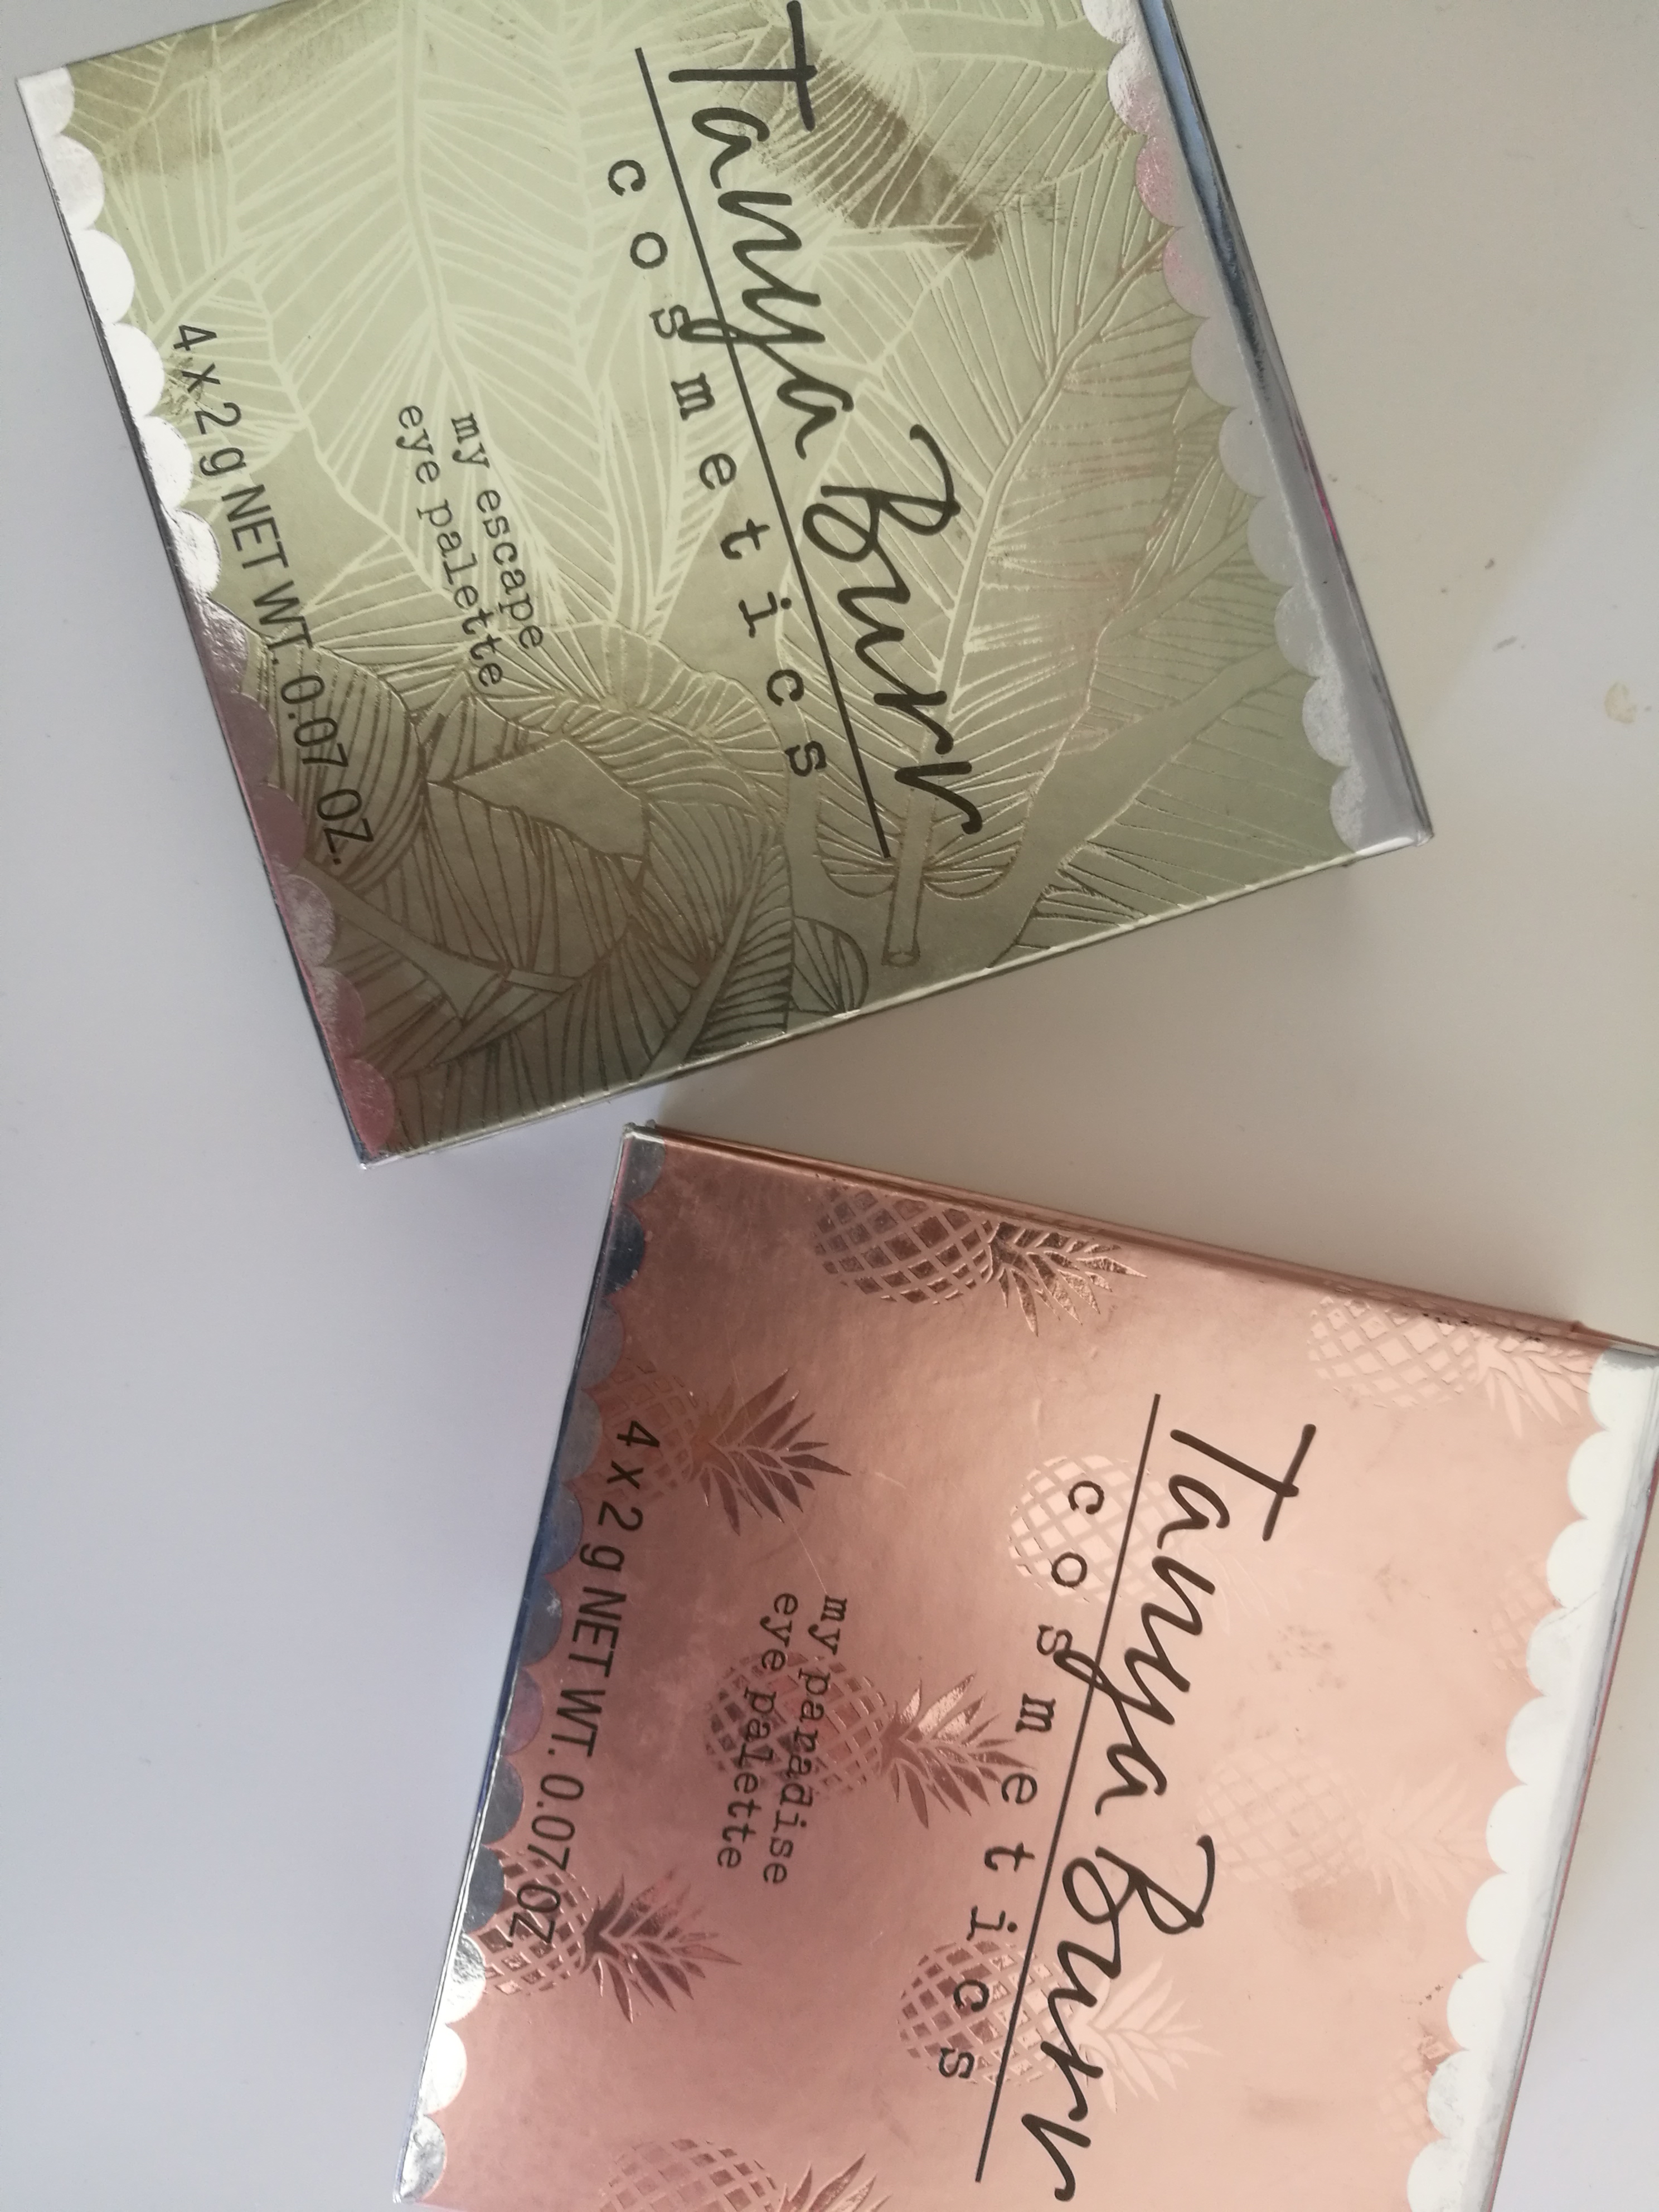 Tanya Burr
cosmetics
my escape
eye palette
4 x 2 g NET WT. 0.07 OZ.
Tanya Burr
cosmetics
my paradise
eye palette
4 x 2 g NET WT. 0.07 OZ.